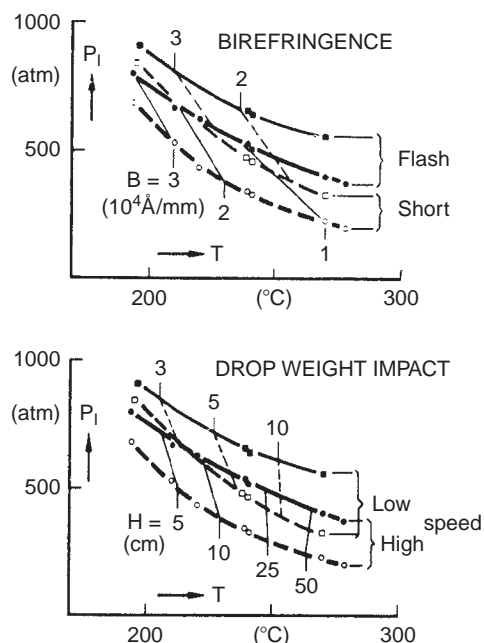 1000
(atm)
P_I
500
BIREFRINGENCE
3
2
B = 3
(10⁴Å/mm)
2
1
Flash
Short
T
200
(°C)
300
1000
(atm)
P_I
500
DROP WEIGHT IMPACT
3
5
10
H = 5
(cm)
10
25
50
Low
speed
High
T
200
(°C)
300